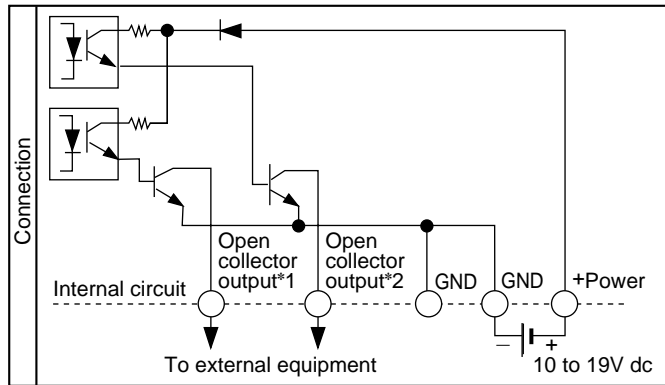 Connection
Open
collector
output*1
Open
collector
output*2
GND
GND
+Power
Internal circuit
− +
To external equipment
10 to 19V dc